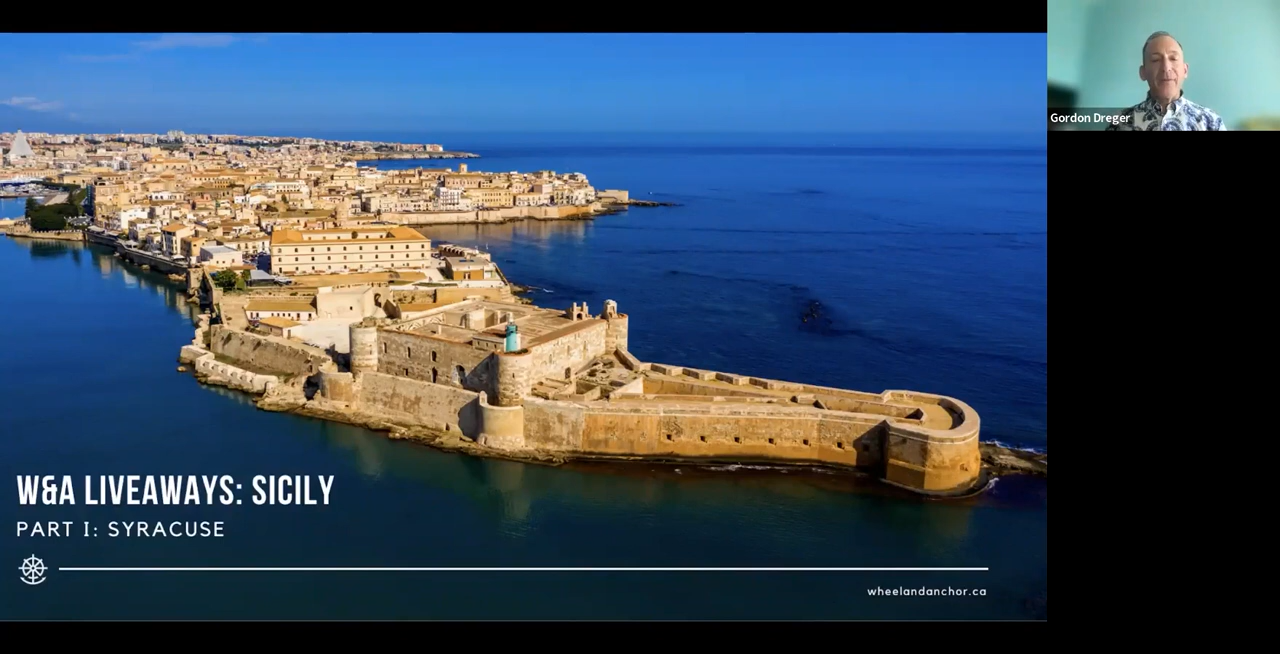 W&A LIVEAWAYS: SICILY
PART I: SYRACUSE
wheelandanchor.ca
Gordon Dreger